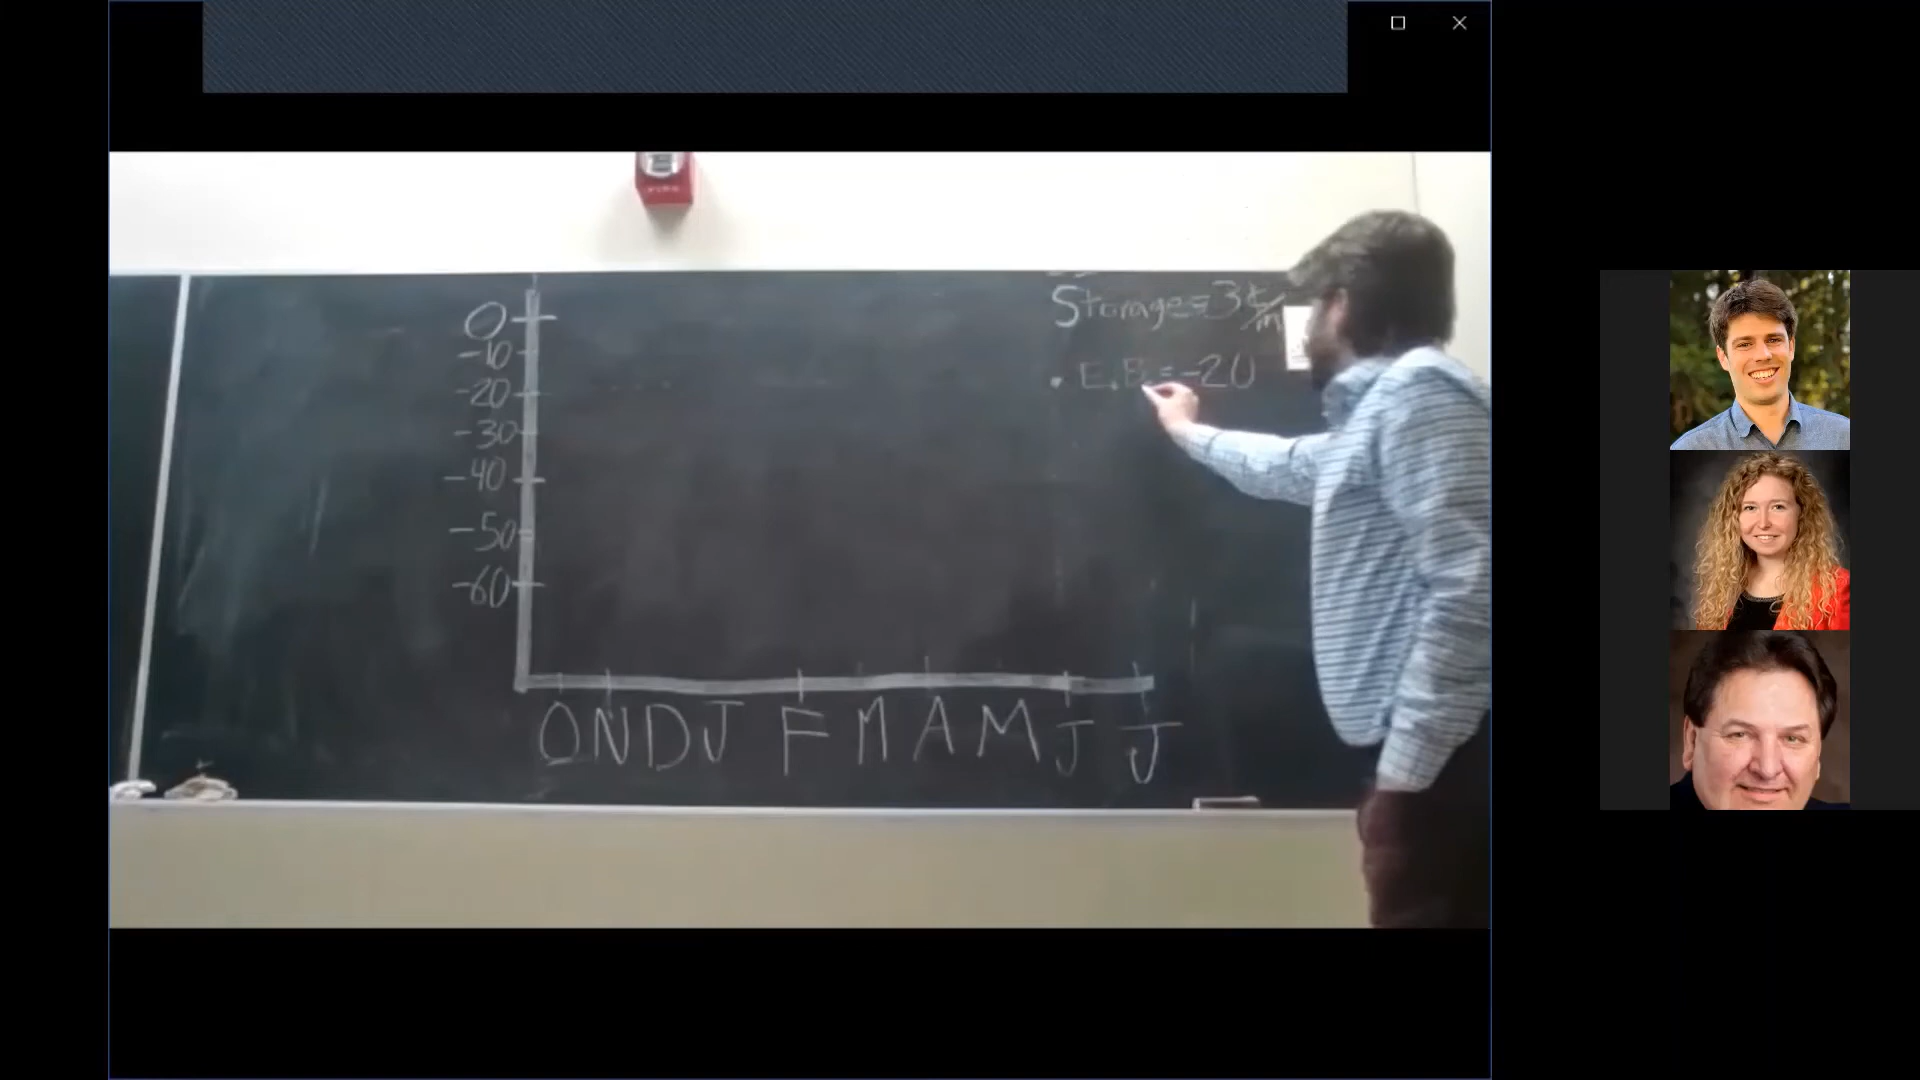 Storage = 3¢/m
• E.B = -20
0
-10
-20
-30
-40
-50
-60
O N D J F M A M J J